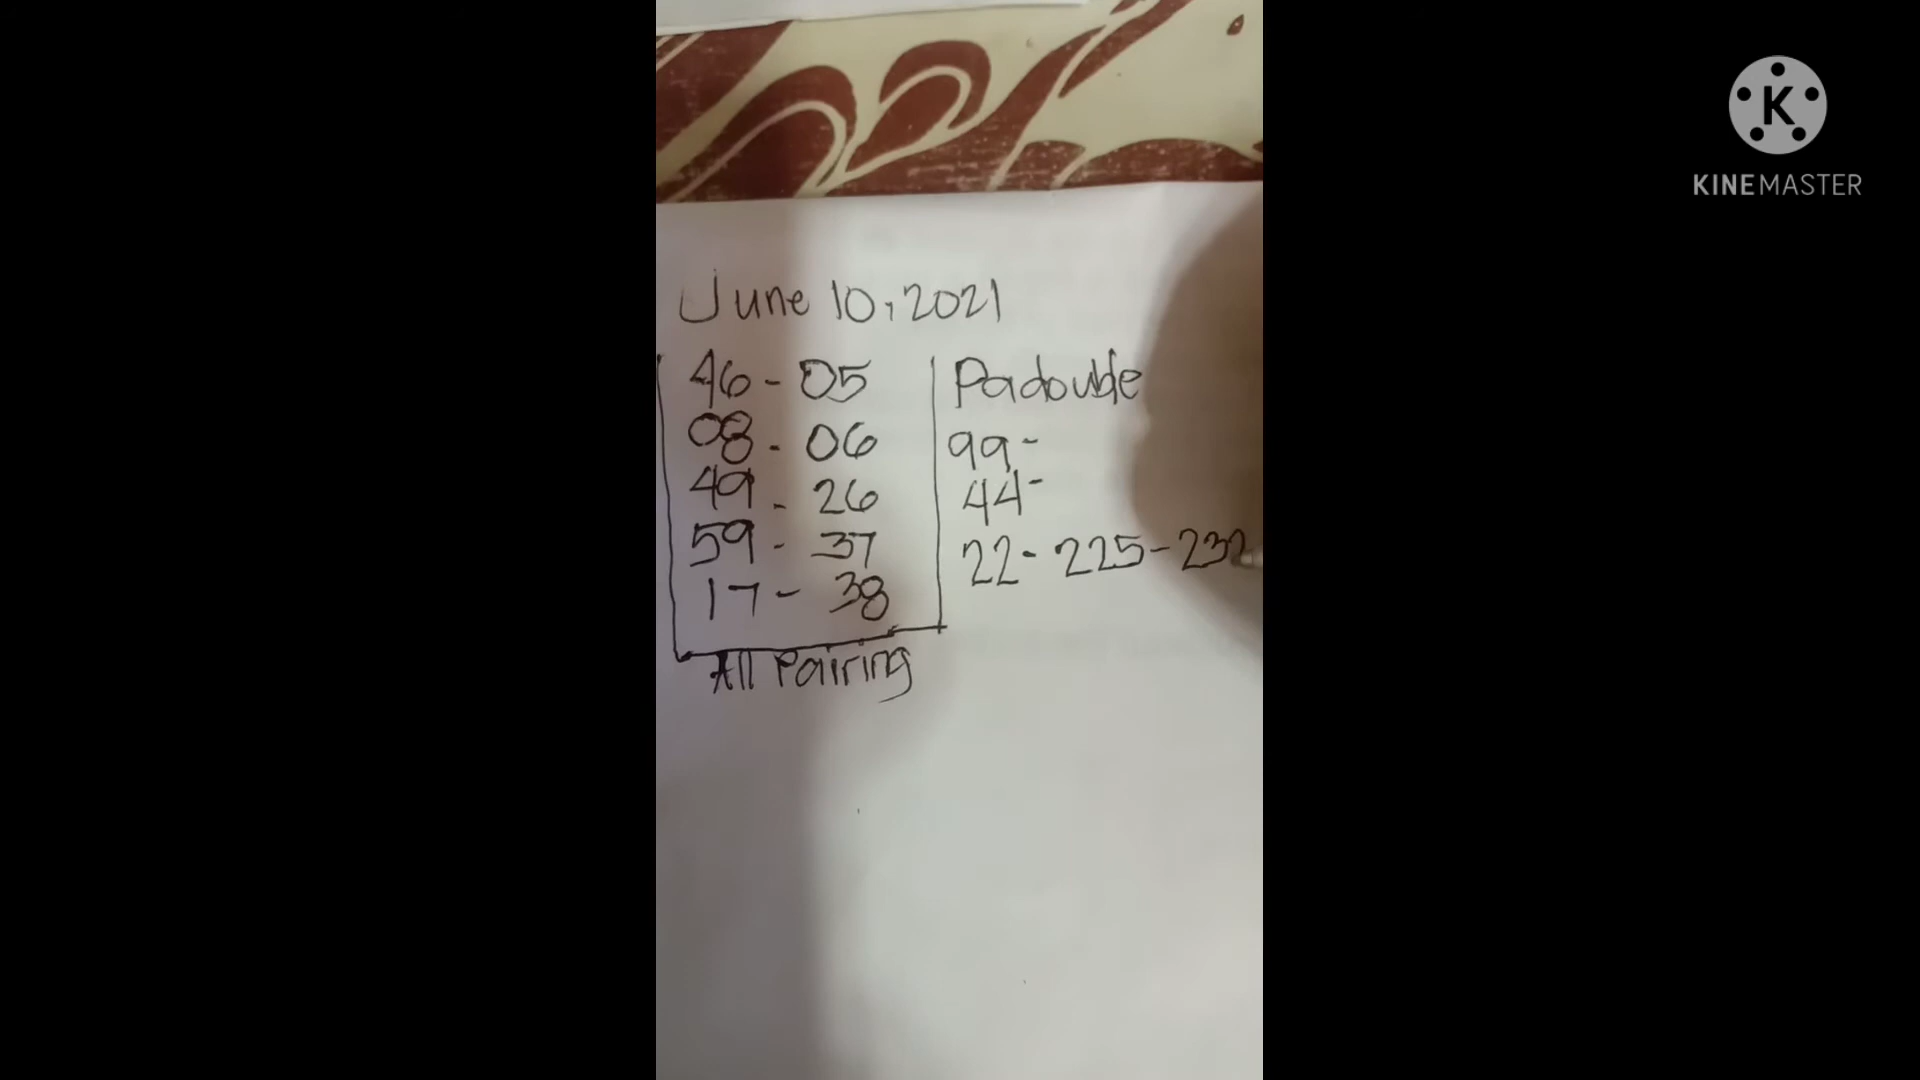 June 10, 2021
46 - 05
08 - 06
49 - 26
59 - 37
17 - 38
All Pairing
Padouble
99 -
44 -
22 - 225 - 232
K
KINEMASTER